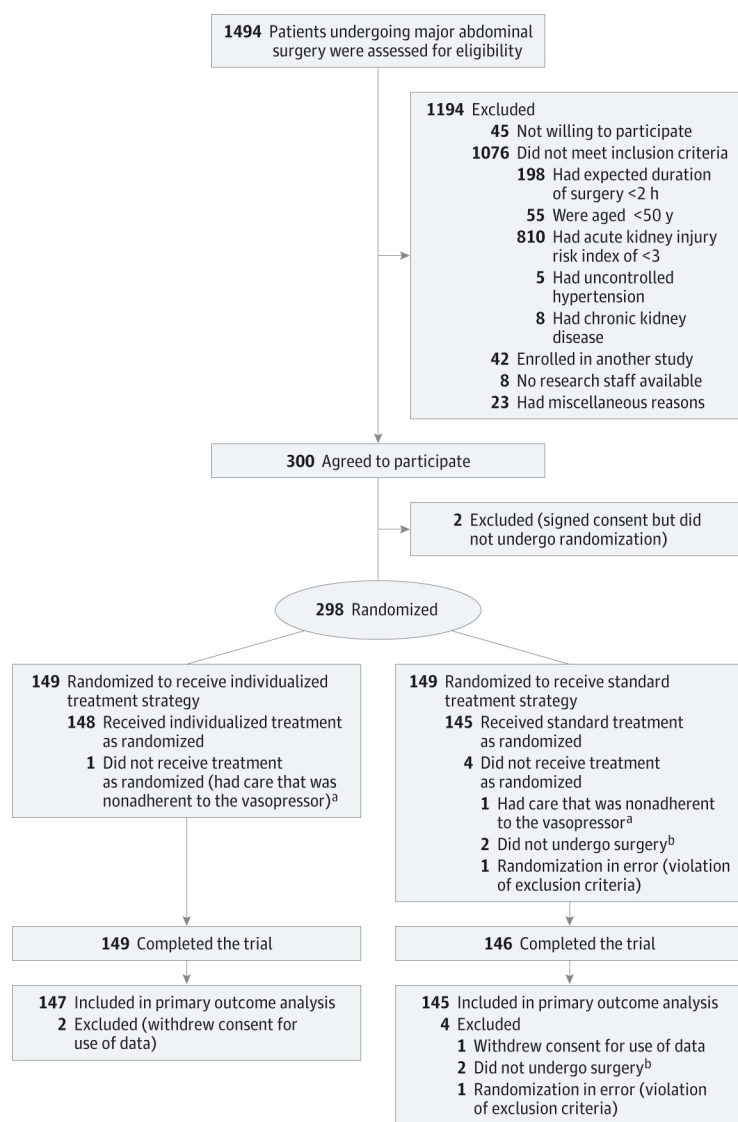 1494 Patients undergoing major abdominal
surgery were assessed for eligibility
1194 Excluded
45 Not willing to participate
1076 Did not meet inclusion criteria
198 Had expected duration
of surgery <2 h
55 Were aged <50 y
810 Had acute kidney injury
risk index of <3
5 Had uncontrolled
hypertension
8 Had chronic kidney
disease
42 Enrolled in another study
8 No research staff available
23 Had miscellaneous reasons
300 Agreed to participate
2 Excluded (signed consent but did
not undergo randomization)
298 Randomized
149 Randomized to receive individualized
treatment strategy
148 Received individualized treatment
as randomized
1 Did not receive treatment
as randomized (had care that was
nonadherent to the vasopressor)a
149 Randomized to receive standard
treatment strategy
145 Received standard treatment
as randomized
4 Did not receive treatment
as randomized
1 Had care that was nonadherent
to the vasopressora
2 Did not undergo surgeryb
1 Randomization in error (violation
of exclusion criteria)
149 Completed the trial
146 Completed the trial
147 Included in primary outcome analysis
2 Excluded (withdrew consent for
use of data)
145 Included in primary outcome analysis
4 Excluded
1 Withdrew consent for use of data
2 Did not undergo surgeryb
1 Randomization in error (violation
of exclusion criteria)